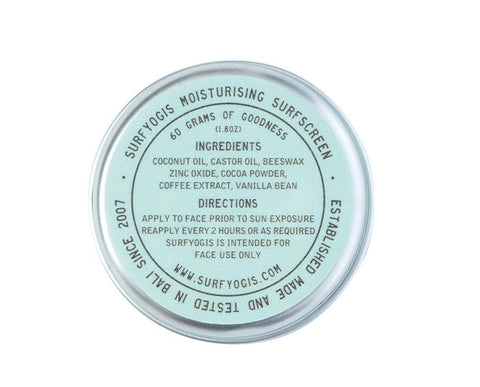 · SURFYOGIS MOISTURISING SURFSCREEN ·
60 GRAMS OF GOODNESS
(1.8OZ)
INGREDIENTS
COCONUT OIL, CASTOR OIL, BEESWAX
ZINC OXIDE, COCOA POWDER,
COFFEE EXTRACT, VANILLA BEAN
DIRECTIONS
APPLY TO FACE PRIOR TO SUN EXPOSURE
REAPPLY EVERY 2 HOURS OR AS REQUIRED
SURFYOGIS IS INTENDED FOR
FACE USE ONLY
WWW.SURFYOGIS.COM
ESTABLISHED MADE AND TESTED IN BALI SINCE 2007